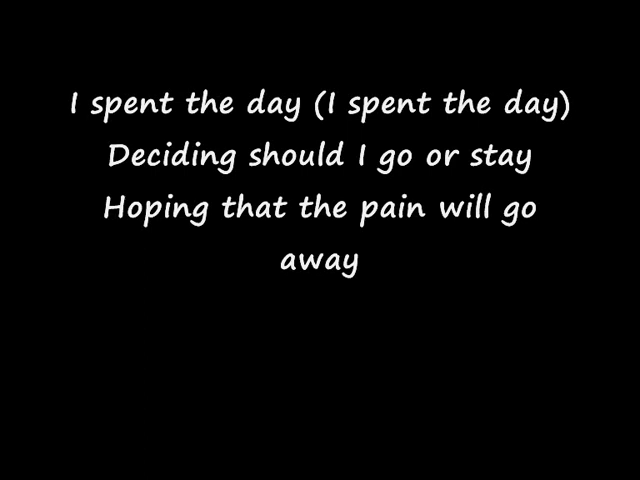 I spent the day (I spent the day)
Deciding should I go or stay
Hoping that the pain will go
away